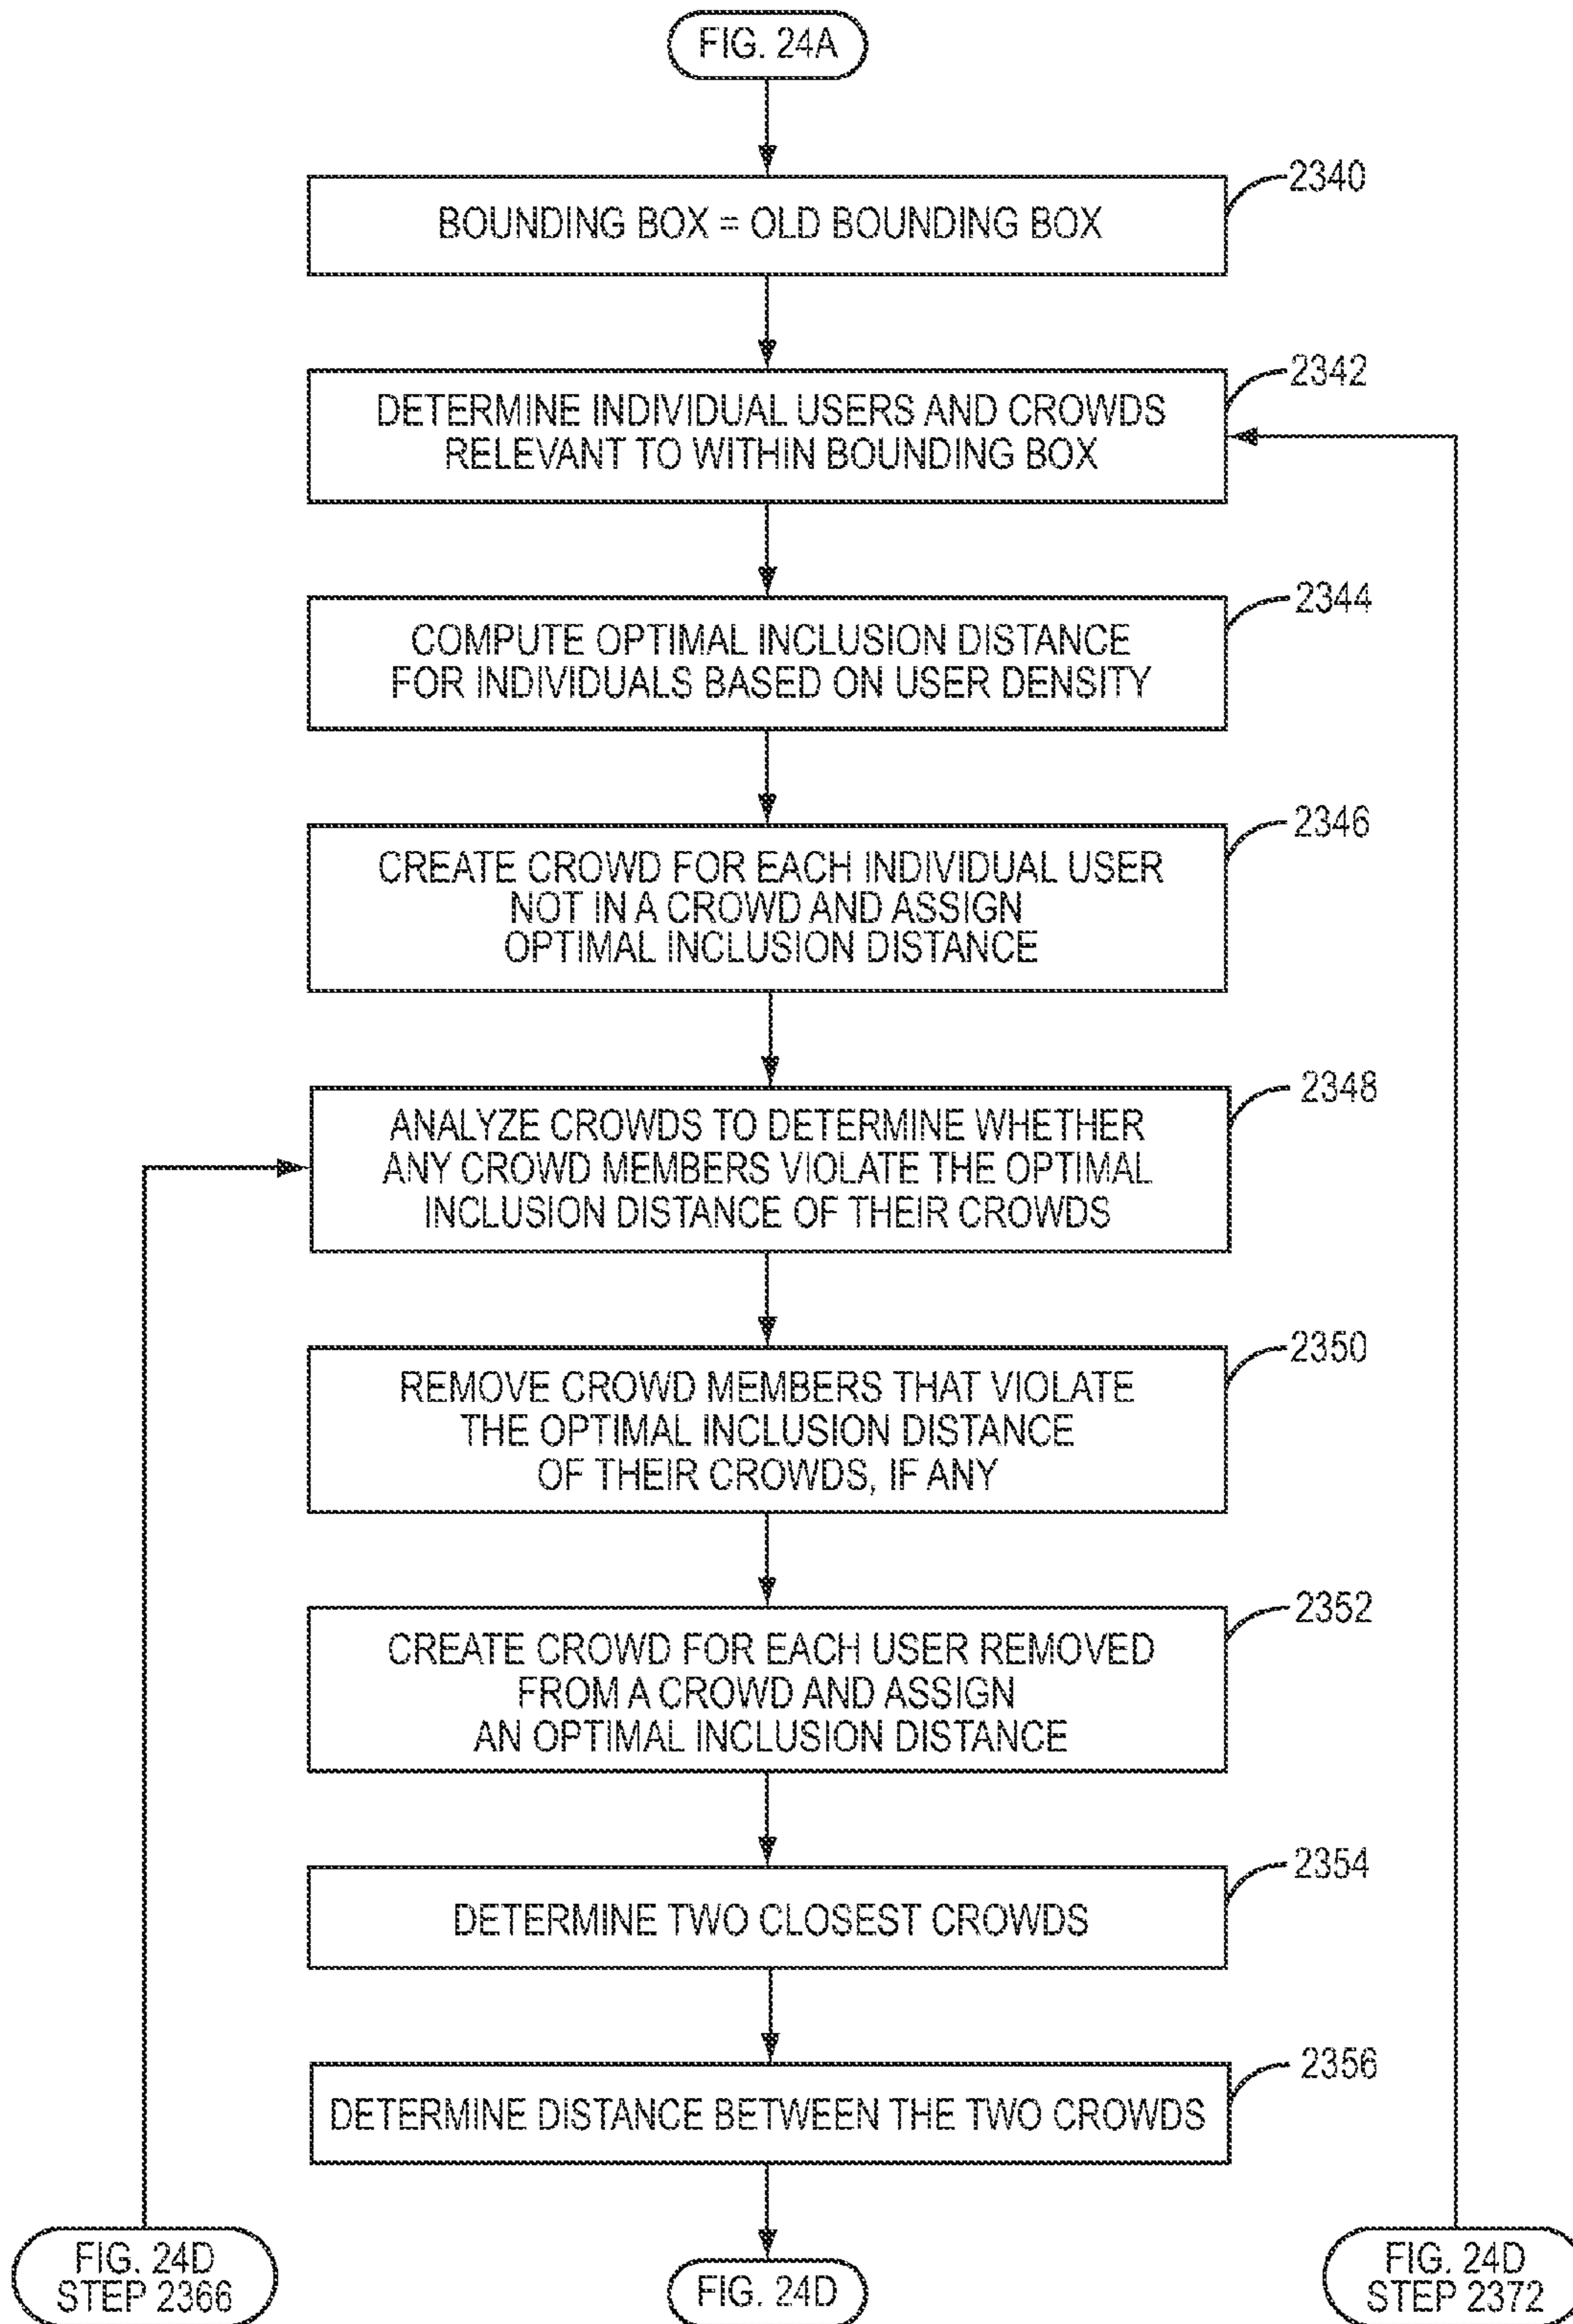 FIG. 24A
2340
BOUNDING BOX = OLD BOUNDING BOX
2342
DETERMINE INDIVIDUAL USERS AND CROWDS
RELEVANT TO WITHIN BOUNDING BOX
2344
COMPUTE OPTIMAL INCLUSION DISTANCE
FOR INDIVIDUALS BASED ON USER DENSITY
2346
CREATE CROWD FOR EACH INDIVIDUAL USER
NOT IN A CROWD AND ASSIGN
OPTIMAL INCLUSION DISTANCE
2348
ANALYZE CROWDS TO DETERMINE WHETHER
ANY CROWD MEMBERS VIOLATE THE OPTIMAL
INCLUSION DISTANCE OF THEIR CROWDS
2350
REMOVE CROWD MEMBERS THAT VIOLATE
THE OPTIMAL INCLUSION DISTANCE
OF THEIR CROWDS, IF ANY
2352
CREATE CROWD FOR EACH USER REMOVED
FROM A CROWD AND ASSIGN
AN OPTIMAL INCLUSION DISTANCE
2354
DETERMINE TWO CLOSEST CROWDS
2356
DETERMINE DISTANCE BETWEEN THE TWO CROWDS
FIG. 24D
STEP 2366
FIG. 24D
FIG. 24D
STEP 2372